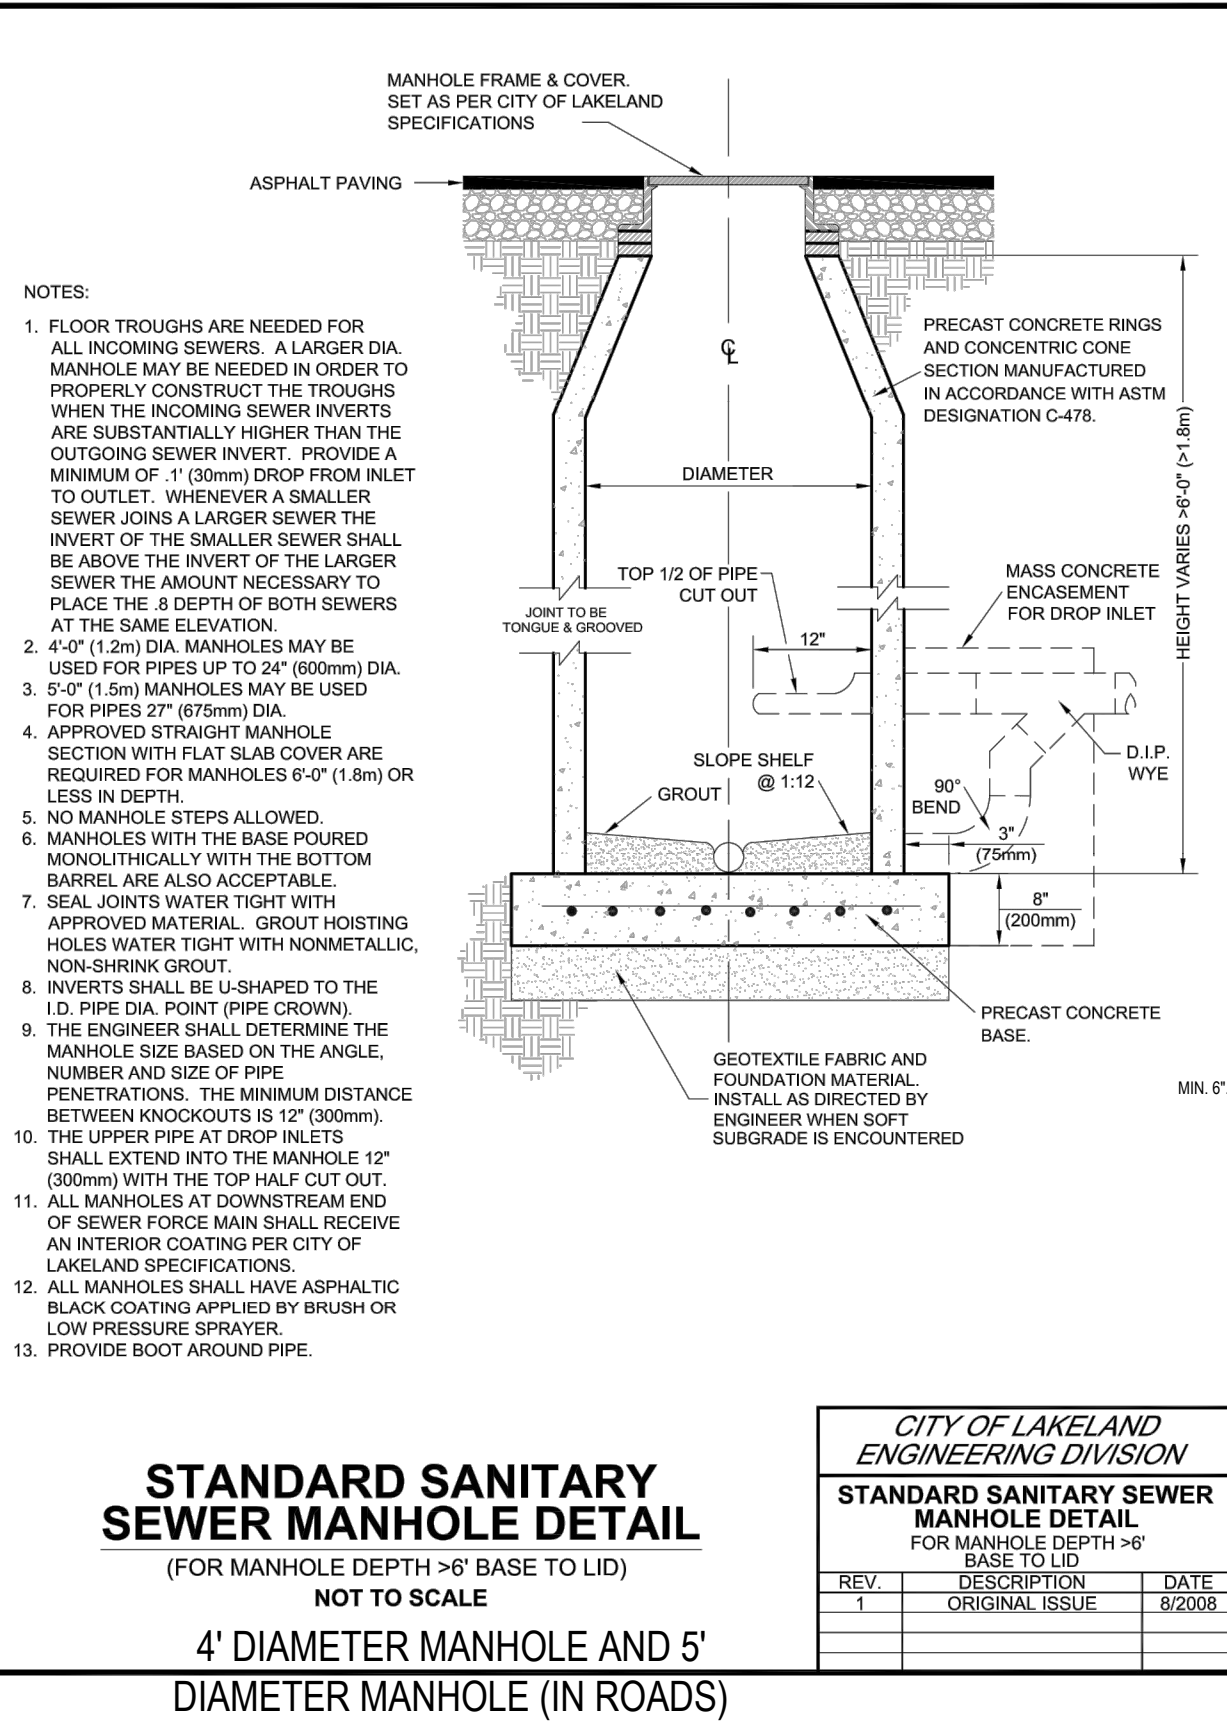 MANHOLE FRAME & COVER.
SET AS PER CITY OF LAKELAND
SPECIFICATIONS
ASPHALT PAVING
NOTES:
1. FLOOR TROUGHS ARE NEEDED FOR
ALL INCOMING SEWERS. A LARGER DIA.
MANHOLE MAY BE NEEDED IN ORDER TO
PROPERLY CONSTRUCT THE TROUGHS
WHEN THE INCOMING SEWER INVERTS
ARE SUBSTANTIALLY HIGHER THAN THE
OUTGOING SEWER INVERT. PROVIDE A
MINIMUM OF .1' (30mm) DROP FROM INLET
TO OUTLET. WHENEVER A SMALLER
SEWER JOINS A LARGER SEWER THE
INVERT OF THE SMALLER SEWER SHALL
BE ABOVE THE INVERT OF THE LARGER
SEWER THE AMOUNT NECESSARY TO
PLACE THE .8 DEPTH OF BOTH SEWERS
AT THE SAME ELEVATION.
2. 4'-0" (1.2m) DIA. MANHOLES MAY BE
USED FOR PIPES UP TO 24" (600mm) DIA.
3. 5'-0" (1.5m) MANHOLES MAY BE USED
FOR PIPES 27" (675mm) DIA.
4. APPROVED STRAIGHT MANHOLE
SECTION WITH FLAT SLAB COVER ARE
REQUIRED FOR MANHOLES 6'-0" (1.8m) OR
LESS IN DEPTH.
5. NO MANHOLE STEPS ALLOWED.
6. MANHOLES WITH THE BASE POURED
MONOLITHICALLY WITH THE BOTTOM
BARREL ARE ALSO ACCEPTABLE.
7. SEAL JOINTS WATER TIGHT WITH
APPROVED MATERIAL. GROUT HOISTING
HOLES WATER TIGHT WITH NONMETALLIC,
NON-SHRINK GROUT.
8. INVERTS SHALL BE U-SHAPED TO THE
I.D. PIPE DIA. POINT (PIPE CROWN).
9. THE ENGINEER SHALL DETERMINE THE
MANHOLE SIZE BASED ON THE ANGLE,
NUMBER AND SIZE OF PIPE
PENETRATIONS. THE MINIMUM DISTANCE
BETWEEN KNOCKOUTS IS 12" (300mm).
10. THE UPPER PIPE AT DROP INLETS
SHALL EXTEND INTO THE MANHOLE 12"
(300mm) WITH THE TOP HALF CUT OUT.
11. ALL MANHOLES AT DOWNSTREAM END
OF SEWER FORCE MAIN SHALL RECEIVE
AN INTERIOR COATING PER CITY OF
LAKELAND SPECIFICATIONS.
12. ALL MANHOLES SHALL HAVE ASPHALTIC
BLACK COATING APPLIED BY BRUSH OR
LOW PRESSURE SPRAYER.
13. PROVIDE BOOT AROUND PIPE.
℄
PRECAST CONCRETE RINGS
AND CONCENTRIC CONE
SECTION MANUFACTURED
IN ACCORDANCE WITH ASTM
DESIGNATION C-478.
HEIGHT VARIES >6'-0" (>1.8m)
DIAMETER
TOP 1/2 OF PIPE
CUT OUT
JOINT TO BE
TONGUE & GROOVED
12"
MASS CONCRETE
ENCASEMENT
FOR DROP INLET
SLOPE SHELF
@ 1:12
GROUT
D.I.P.
WYE
90°
BEND
3"
(75mm)
8"
(200mm)
PRECAST CONCRETE
BASE.
GEOTEXTILE FABRIC AND
FOUNDATION MATERIAL.
INSTALL AS DIRECTED BY
ENGINEER WHEN SOFT
SUBGRADE IS ENCOUNTERED
MIN. 6"
STANDARD SANITARY
SEWER MANHOLE DETAIL
(FOR MANHOLE DEPTH >6' BASE TO LID)
NOT TO SCALE
4' DIAMETER MANHOLE AND 5'
DIAMETER MANHOLE (IN ROADS)
CITY OF LAKELAND
ENGINEERING DIVISION
STANDARD SANITARY SEWER
MANHOLE DETAIL
FOR MANHOLE DEPTH >6'
BASE TO LID
REV. DESCRIPTION DATE
1 ORIGINAL ISSUE 8/2008